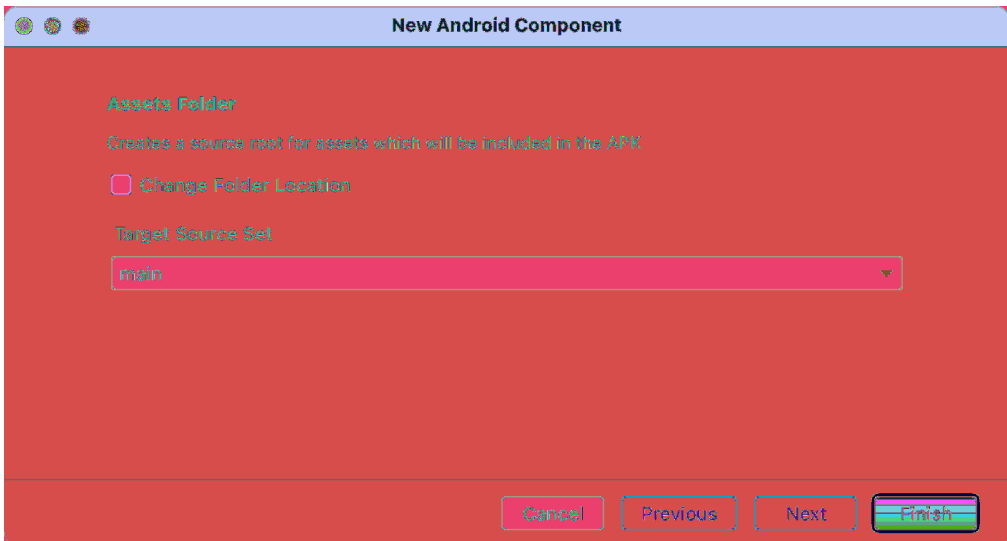 New Android Component
Assets Folder
Creates a source root for assets which will be included in the APK
Change Folder Location
Target Source Set
main
Cancel Previous Next Finish